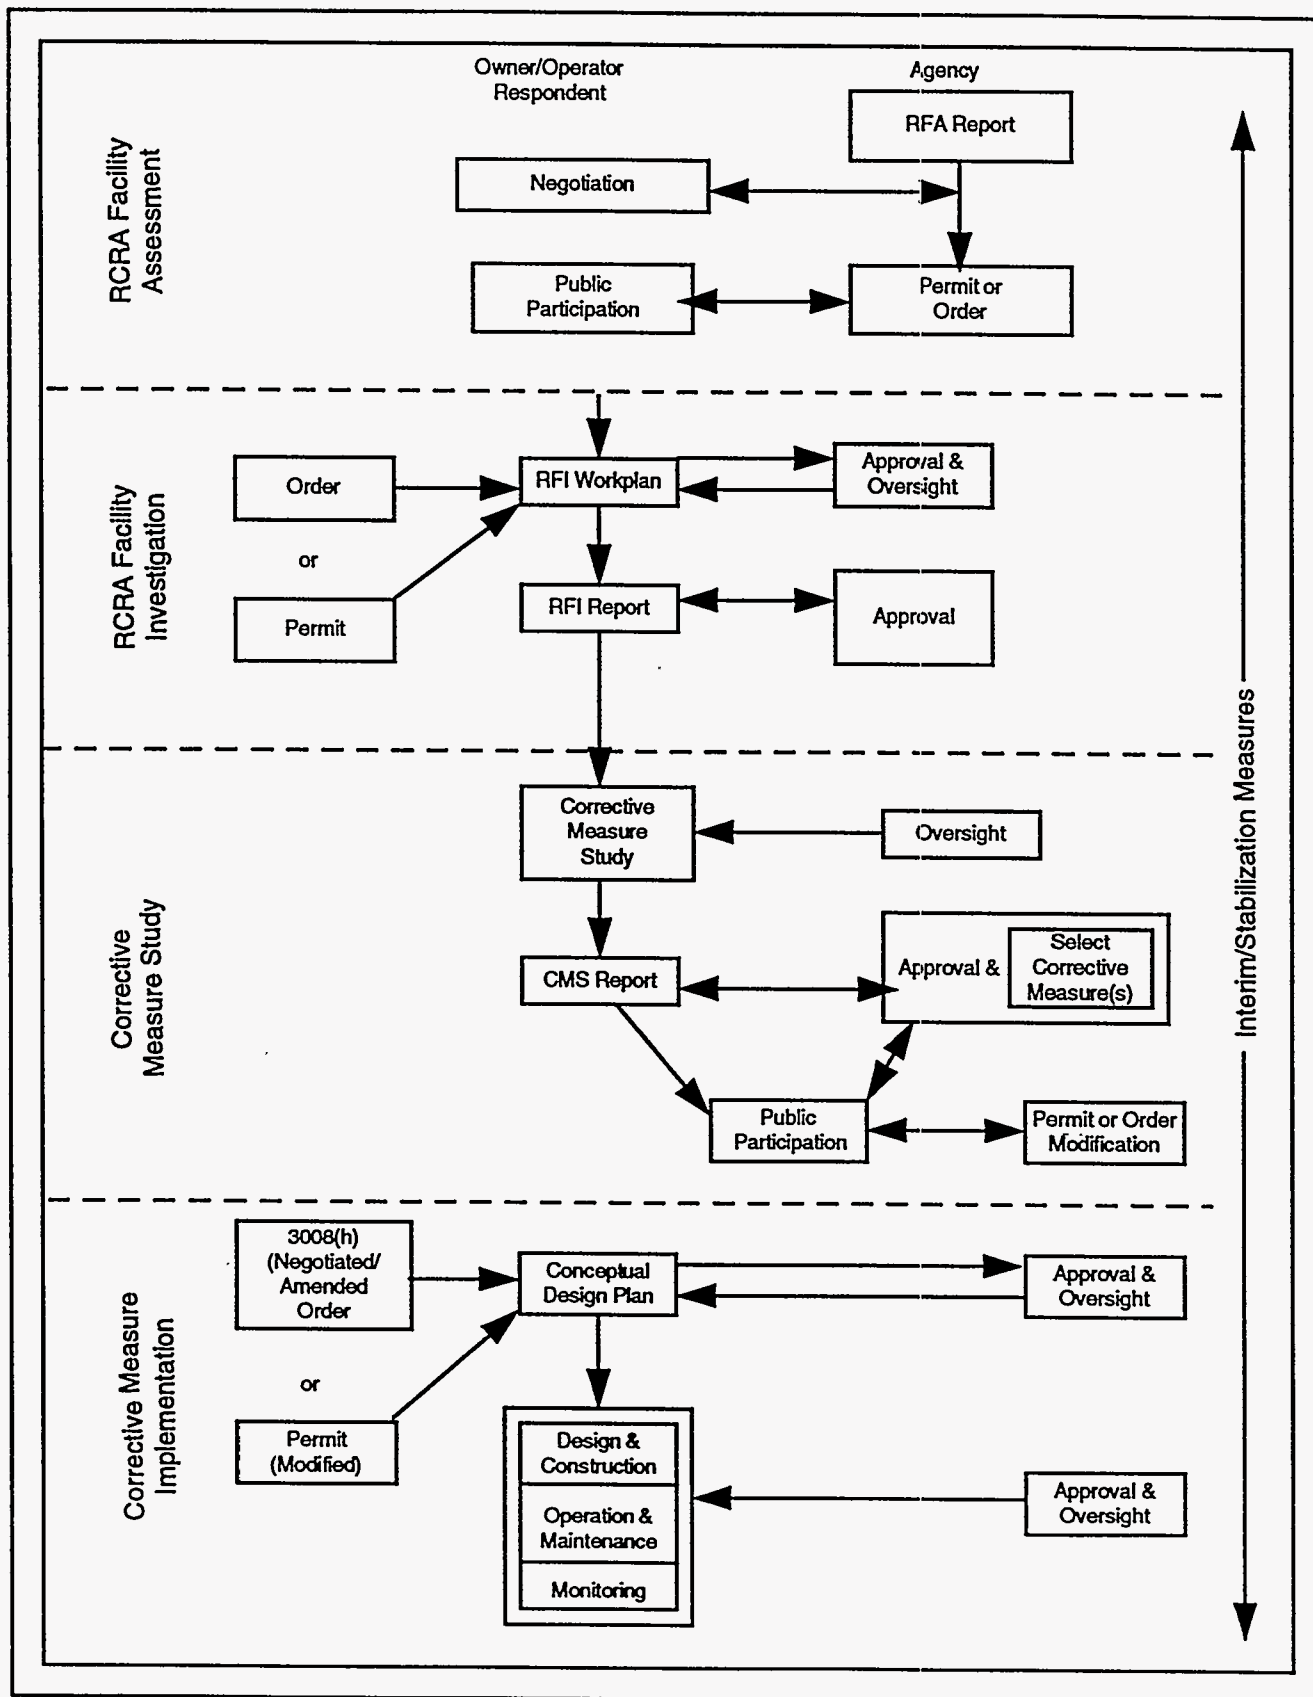 Owner/Operator
Respondent
Agency
RFA Report
Negotiation
Public
Participation
Permit or
Order
RCRA Facility
Assessment
Order
or
Permit
RFI Workplan
Approval &
Oversight
RFI Report
Approval
RCRA Facility
Investigation
Corrective
Measure
Study
Oversight
CMS Report
Approval &
Select
Corrective
Measure(s)
Public
Participation
Permit or Order
Modification
Corrective
Measure Study
3008(h)
(Negotiated/
Amended
Order
or
Permit
(Modified)
Conceptual
Design Plan
Approval &
Oversight
Design &
Construction
Operation &
Maintenance
Monitoring
Approval &
Oversight
Corrective Measure
Implementation
Interim/Stabilization Measures